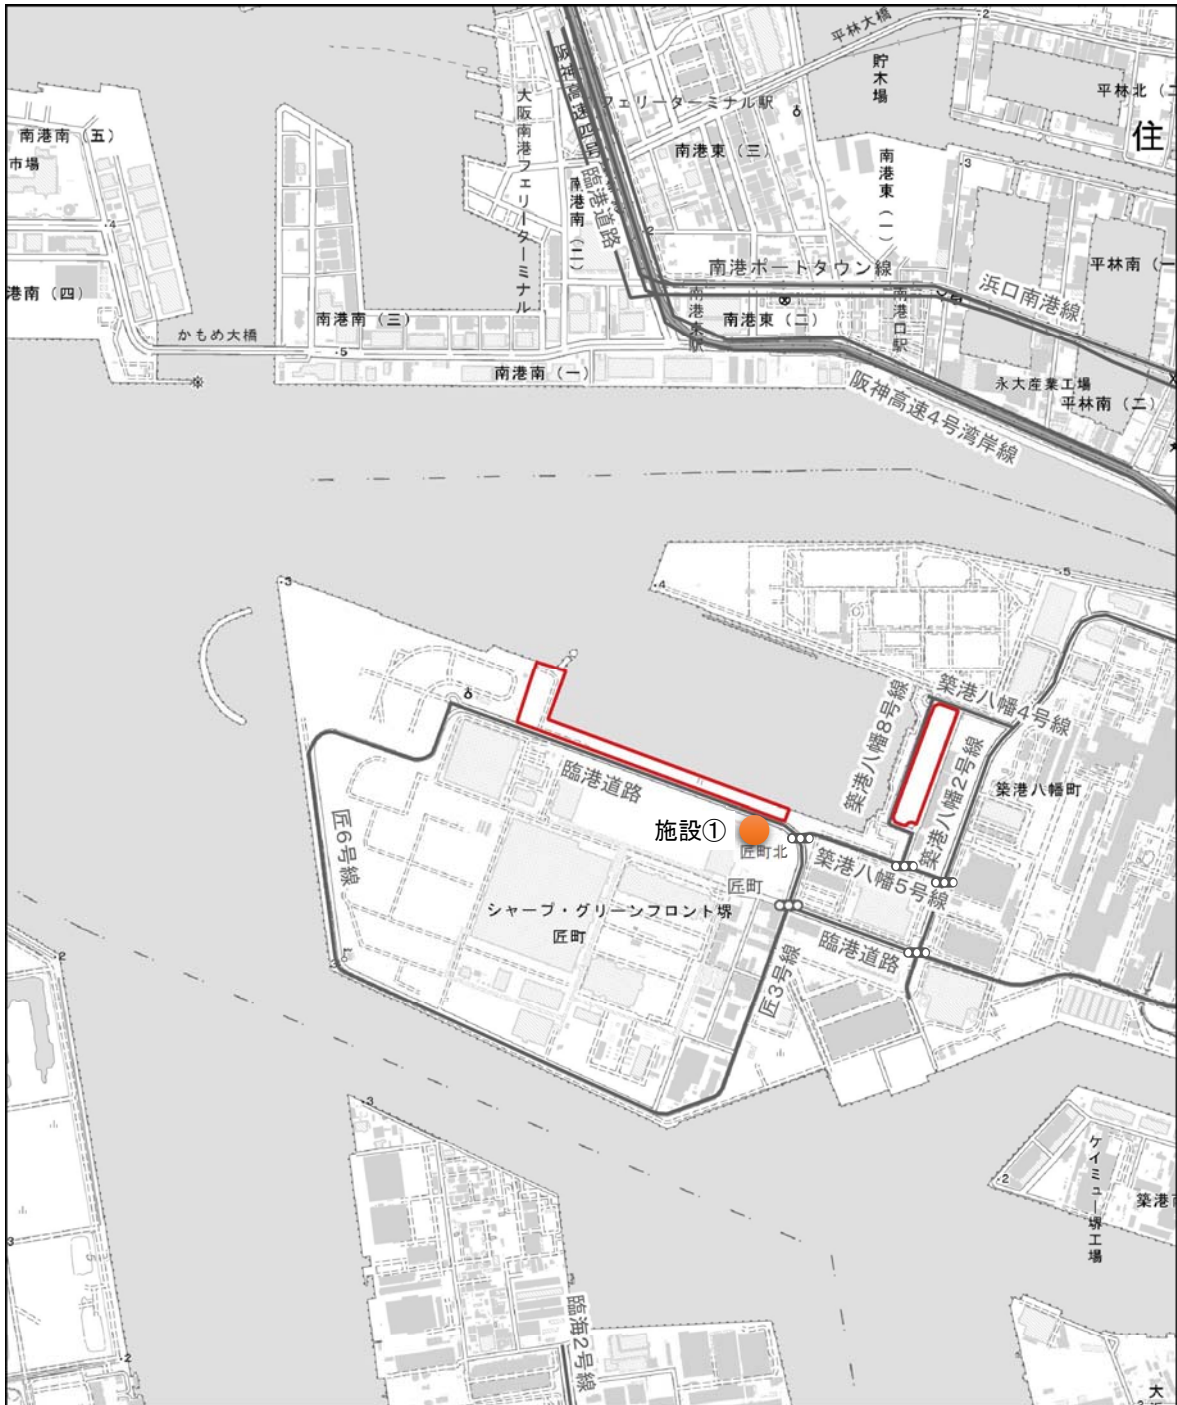 阪神高速四号
臨港道路
大阪南港フェリーターミナル
フェリーターミナル駅
平林大橋
貯木場
平林北（二
住
南港南（五）
市場
南港東（三）
南港東（一）
南港南（二）
平林南（一
南港ポートタウン線
浜口南港線
港南（四）
かもめ大橋
南港南（三）
南港東駅
南港東（二）
南港口駅
南港南（一）
永大産業工場
平林南（二）
阪神高速4号湾岸線
築港八幡4号線
築港八幡8号線
築港八幡2号線
築港八幡町
臨港道路
施設①
匠町北
築港八幡5号線
匠6号線
匠町
シャープ・グリーンフロント堺
匠町
臨港道路
匠3号線
ケイミュー堺工場
築港
臨海2号線
大